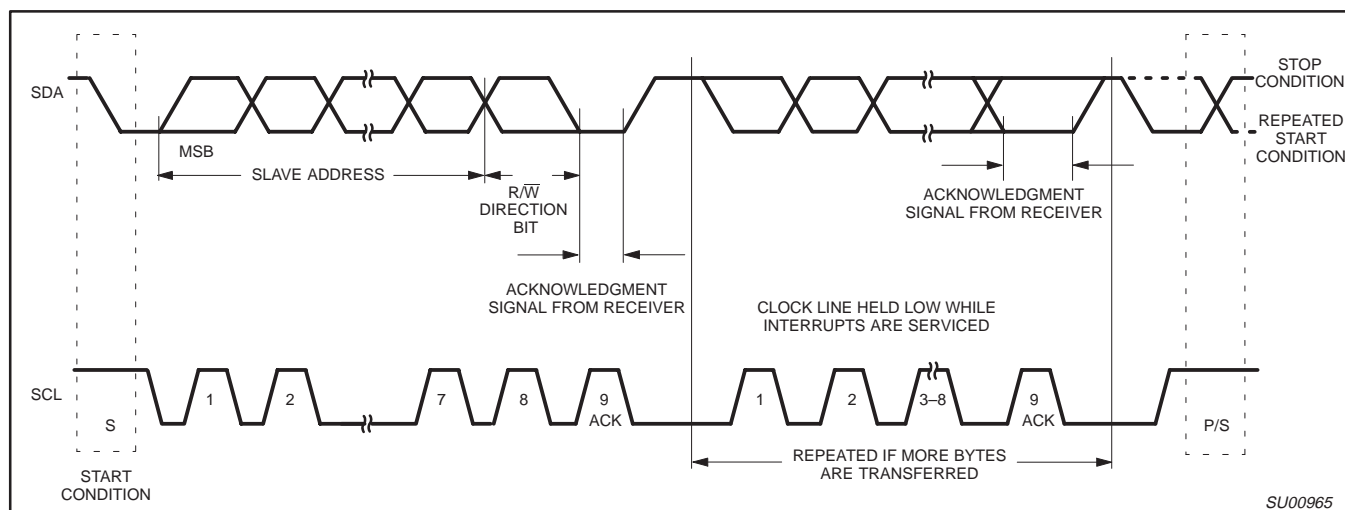 SDA
STOP
CONDITION
REPEATED
START
CONDITION
MSB
SLAVE ADDRESS
R/W̅
DIRECTION
BIT
ACKNOWLEDGMENT
SIGNAL FROM RECEIVER
ACKNOWLEDGMENT
SIGNAL FROM RECEIVER
CLOCK LINE HELD LOW WHILE
INTERRUPTS ARE SERVICED
SCL
S
1
2
7
8
9
ACK
1
2
3–8
9
ACK
P/S
START
CONDITION
REPEATED IF MORE BYTES
ARE TRANSFERRED
SU00965